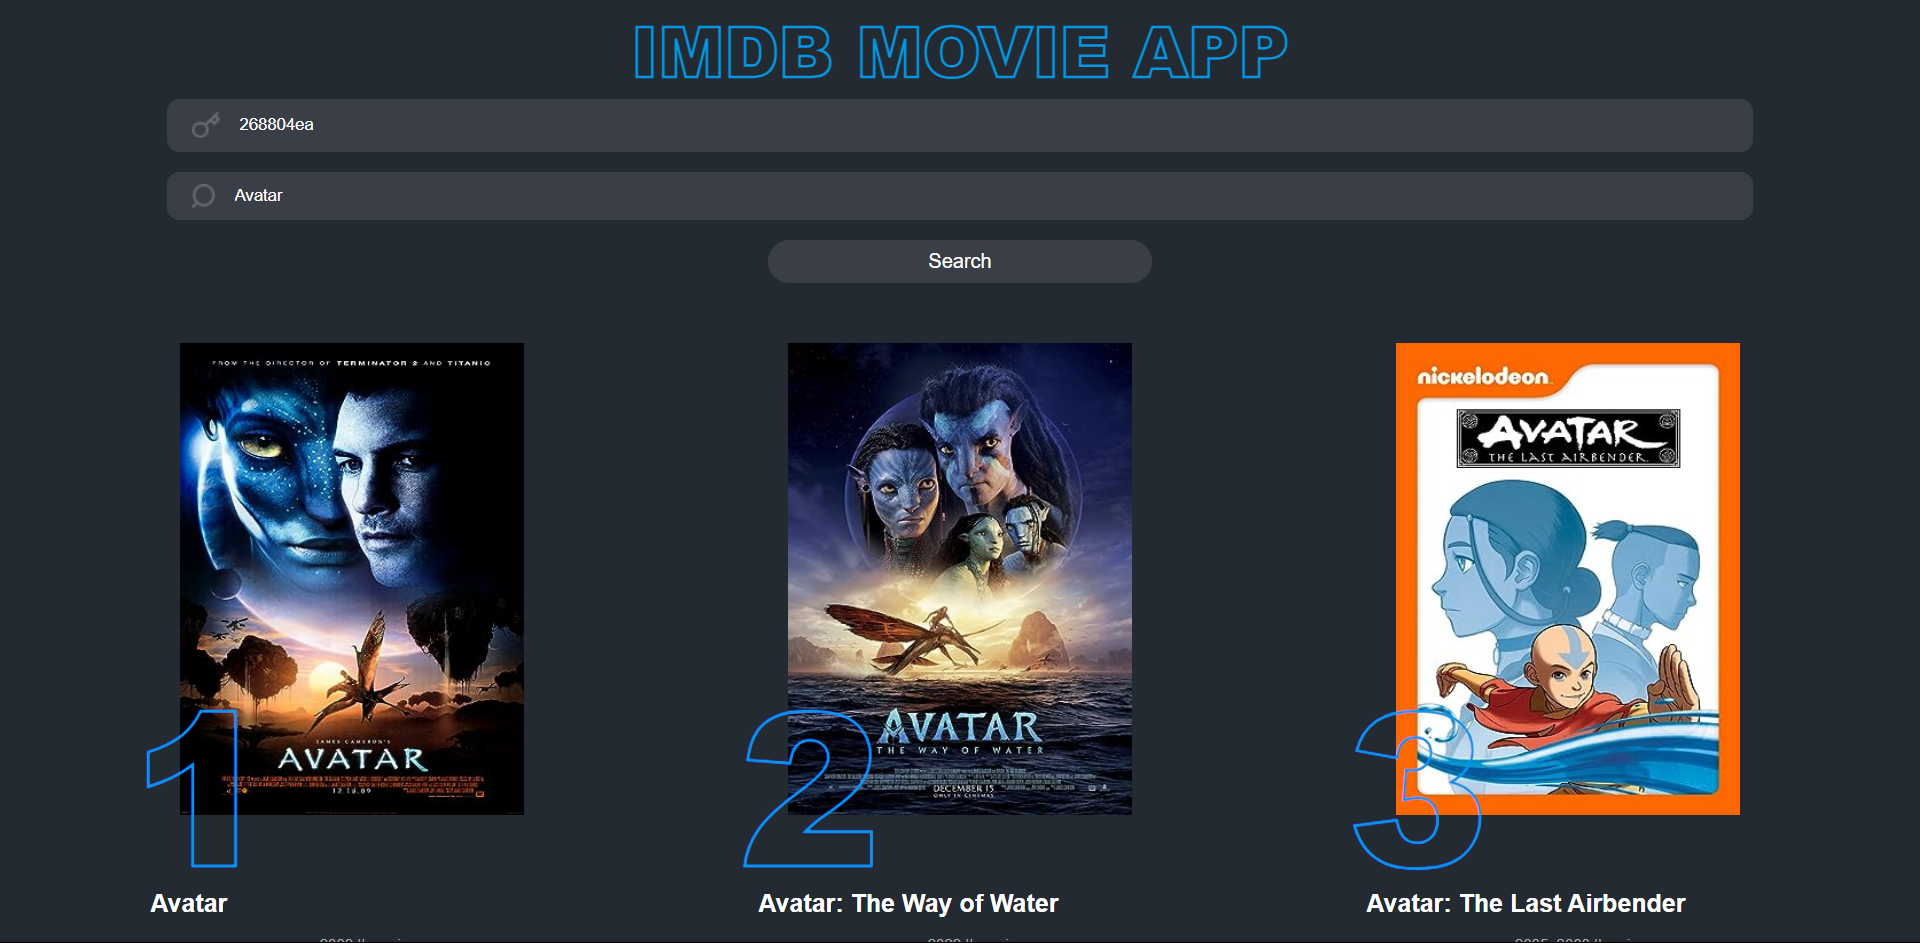 IMDB MOVIE APP
268804ea
Avatar
Search
FROM THE DIRECTOR OF TERMINATOR 2 AND TITANIC
JAMES CAMERON'S
AVATAR
12.18.09
1
Avatar
AVATAR
THE WAY OF WATER
DECEMBER 15
ONLY IN CINEMAS
2
Avatar: The Way of Water
nickelodeon
AVATAR
THE LAST AIRBENDER
3
Avatar: The Last Airbender